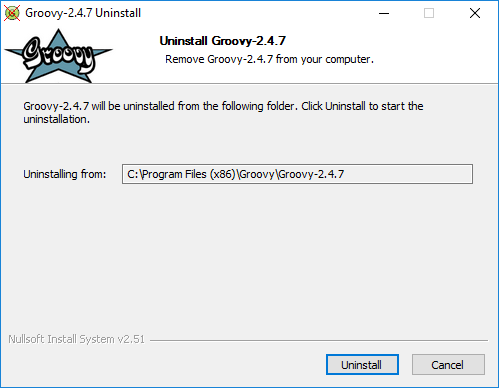 Groovy-2.4.7 Uninstall
Groovy
Uninstall Groovy-2.4.7
Remove Groovy-2.4.7 from your computer.
Groovy-2.4.7 will be uninstalled from the following folder. Click Uninstall to start the
uninstallation.
Uninstalling from: C:\Program Files (x86)\Groovy\Groovy-2.4.7
Nullsoft Install System v2.51
Uninstall Cancel